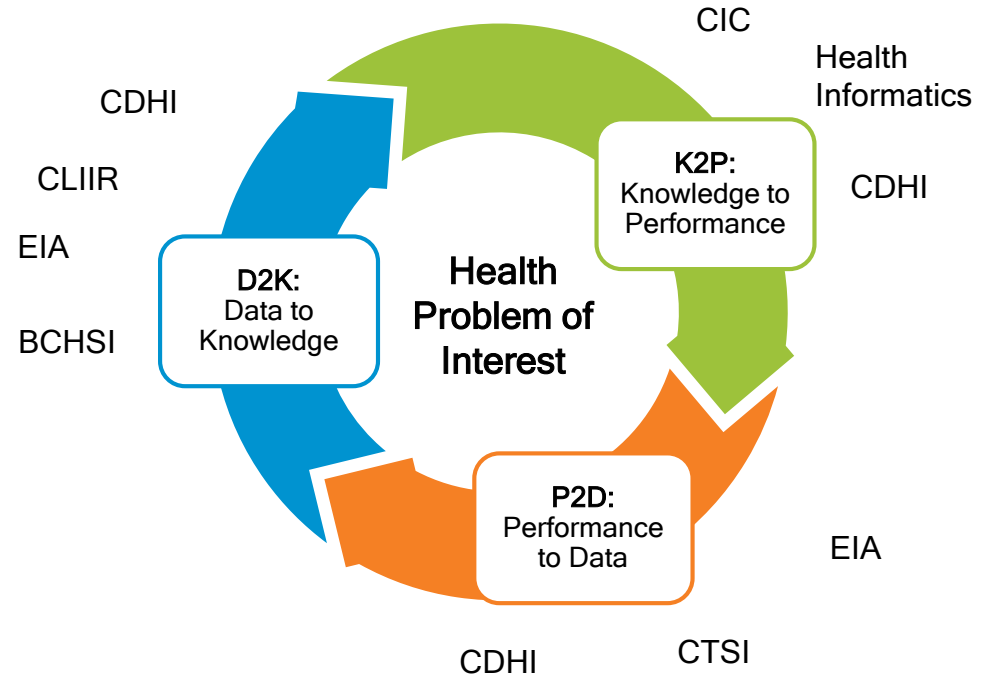 CIC
Health
Informatics
CDHI
K2P:
Knowledge to
Performance
CDHI
CLIIR
EIA
BCHSI
D2K:
Data to
Knowledge
Health
Problem of
Interest
P2D:
Performance
to Data
EIA
CTSI
CDHI